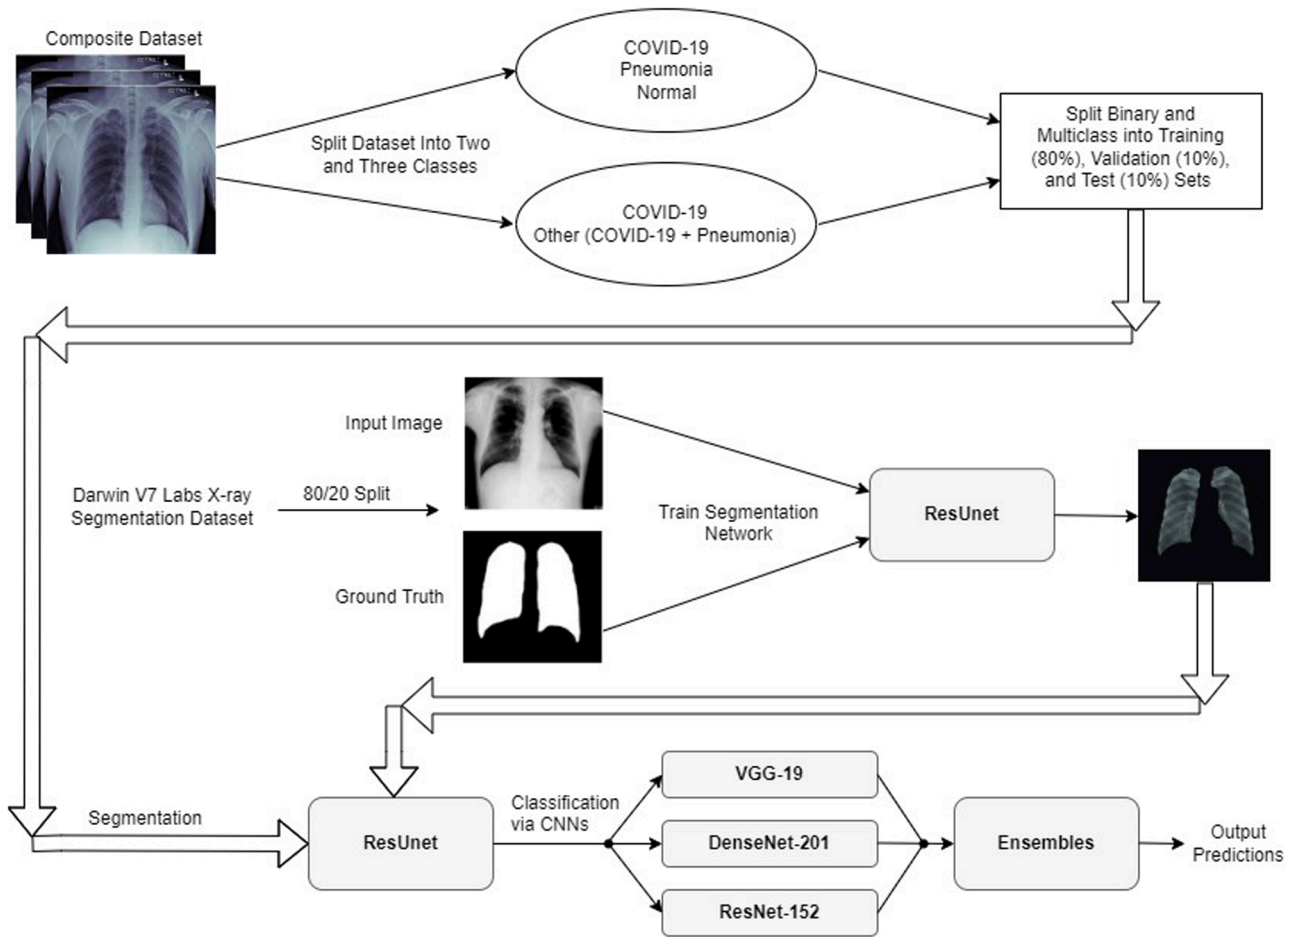 Composite Dataset
COVID-19
Pneumonia
Normal
Split Dataset Into Two
and Three Classes
COVID-19
Other (COVID-19 + Pneumonia)
Split Binary and
Multiclass into Training
(80%), Validation (10%),
and Test (10%) Sets
Input Image
Darwin V7 Labs X-ray
Segmentation Dataset
80/20 Split
Ground Truth
Train Segmentation
Network
ResUnet
Segmentation
ResUnet
Classification
via CNNs
VGG-19
DenseNet-201
ResNet-152
Ensembles
Output
Predictions